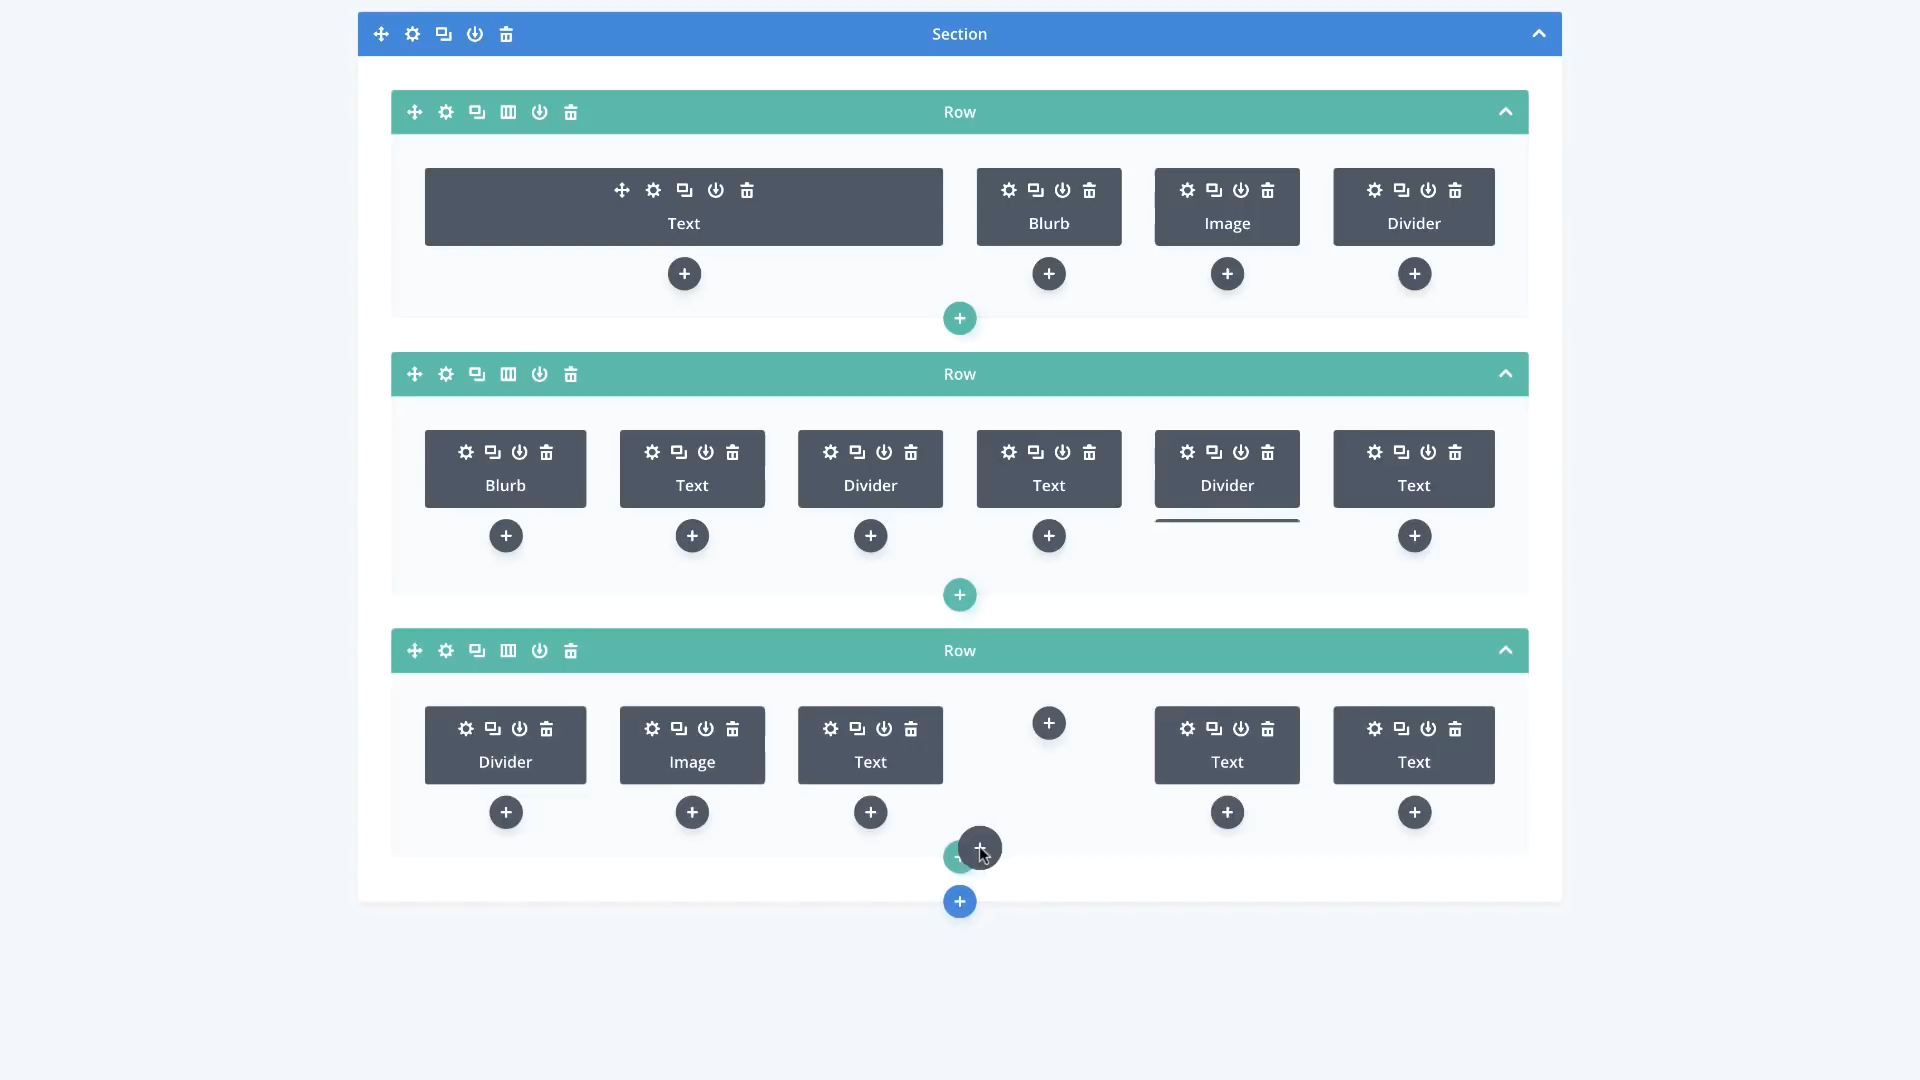 Section
Row
Text
Blurb
Image
Divider
Row
Blurb
Text
Divider
Text
Divider
Text
Row
Divider
Image
Text
Text
Text